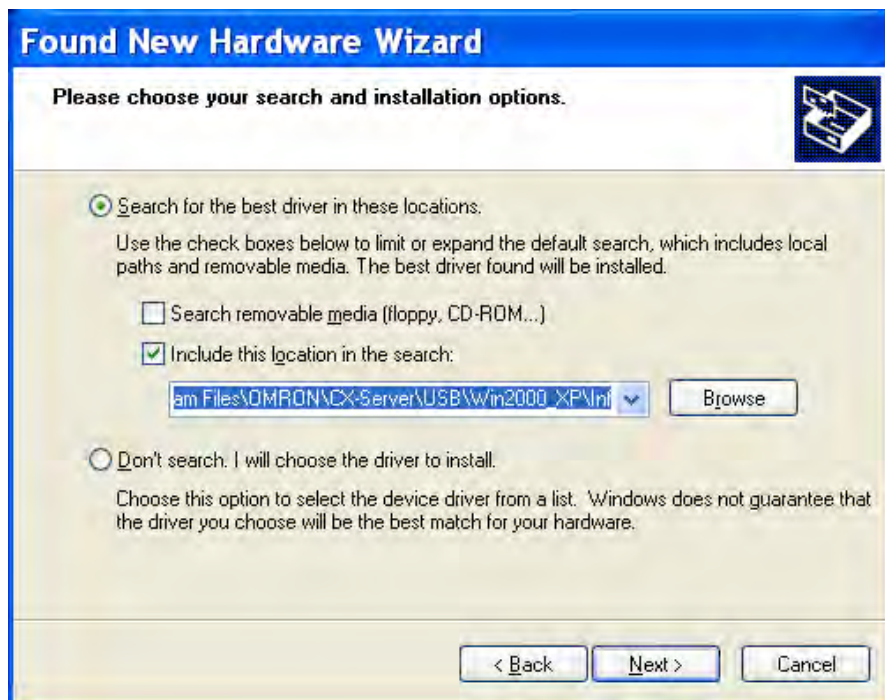 Found New Hardware Wizard
Please choose your search and installation options.
Search for the best driver in these locations.
Use the check boxes below to limit or expand the default search, which includes local
paths and removable media. The best driver found will be installed.
Search removable media (floppy, CD-ROM...)
Include this location in the search:
am Files\OMRON\CX-Server\USB\Win2000_XP\Inf
Browse
Don't search. I will choose the driver to install.
Choose this option to select the device driver from a list. Windows does not guarantee that
the driver you choose will be the best match for your hardware.
< Back Next > Cancel